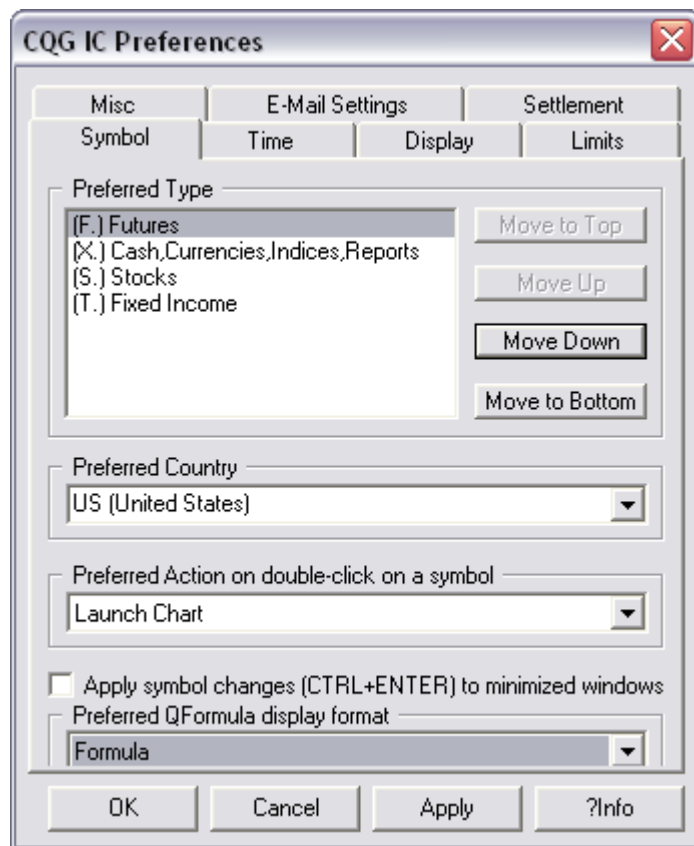 CQG IC Preferences
Misc E-Mail Settings Settlement
Symbol Time Display Limits
Preferred Type
(F.) Futures
(X.) Cash,Currencies,Indices,Reports
(S.) Stocks
(T.) Fixed Income
Move to Top
Move Up
Move Down
Move to Bottom
Preferred Country
US (United States)
Preferred Action on double-click on a symbol
Launch Chart
Apply symbol changes (CTRL+ENTER) to minimized windows
Preferred QFormula display format
Formula
OK Cancel Apply ?Info